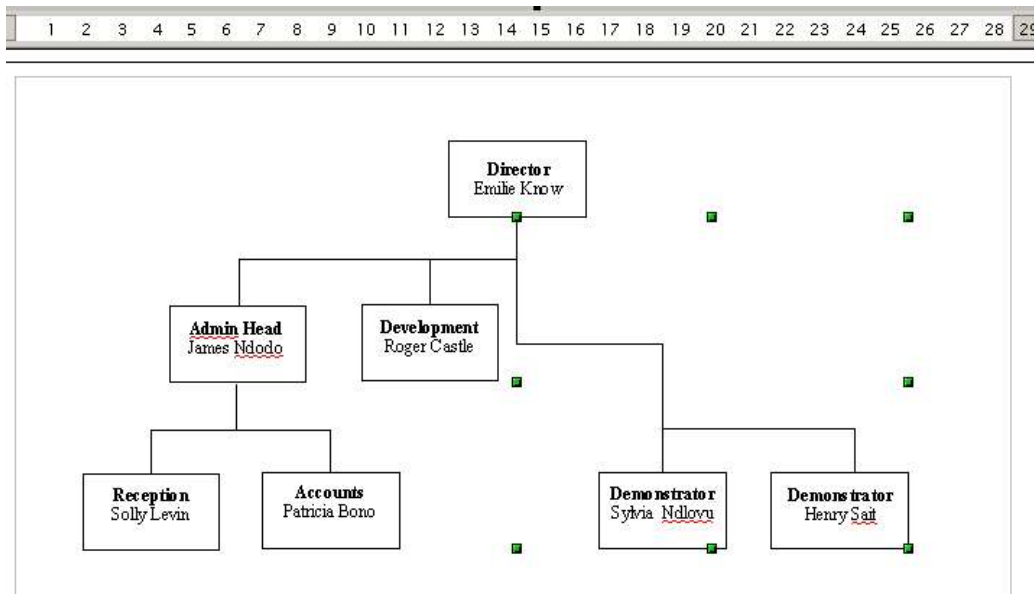 1 2 3 4 5 6 7 8 9 10 11 12 13 14 15 16 17 18 19 20 21 22 23 24 25 26 27 28 29
Director
Emilie Know
Admin Head
James Ndodo
Development
Roger Castle
Reception
Solly Levin
Accounts
Patricia Bono
Demonstrator
Sylvia Ndlovu
Demonstrator
Henry Sait